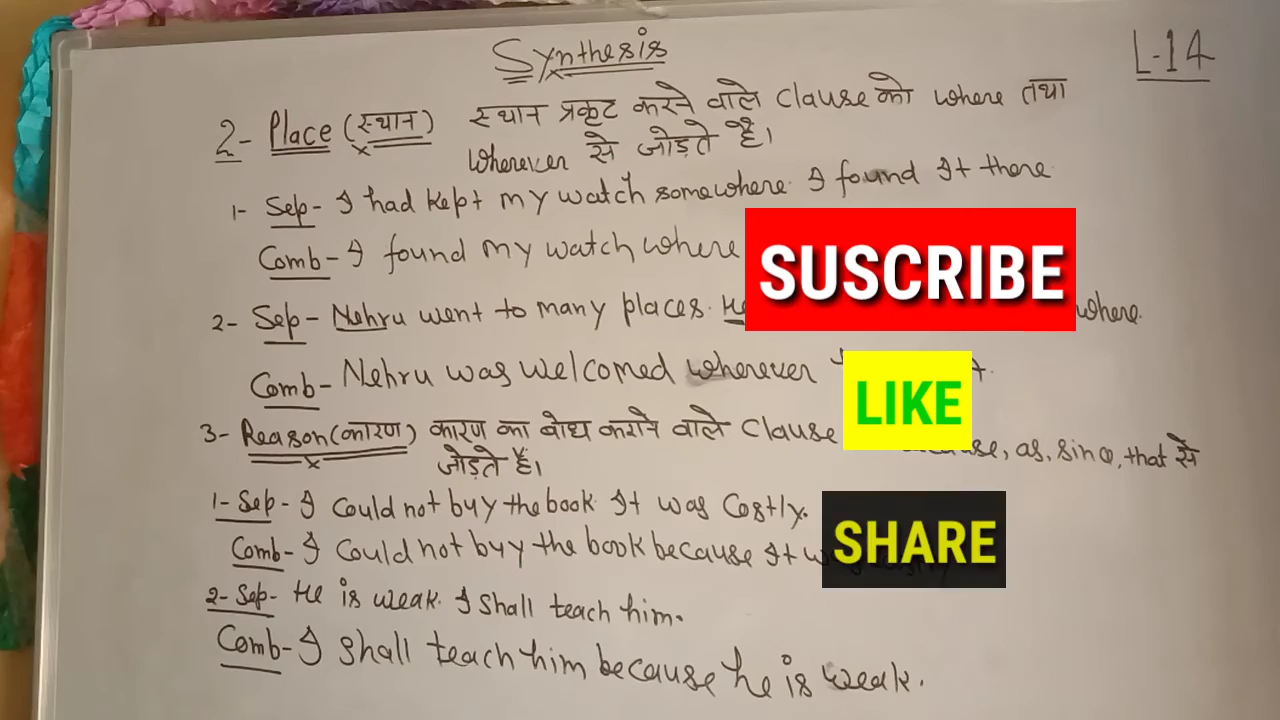 Synthesis
L-14
2- Place (स्थान) स्थान प्रकट करने वाले Clause को where तथा
wherever से जोड़ते है।
1- Sep- I had kept my watch somewhere. I found It there
Comb- I found my watch where
SUSCRIBE
2- Sep- Nehru went to many places. He where.
Comb- Nehru was welcomed wherever
LIKE
3- Reason (कारण) कारण का बोध कराने वाले Clause because, as, since, that से
जोड़ते हैं।
1- Sep- I Could not buy the book. It was Costly.
SHARE
Comb- I Could not buy the book because It
2- Sep- He is weak. I Shall teach him.
Comb- I Shall teach him because he is weak.